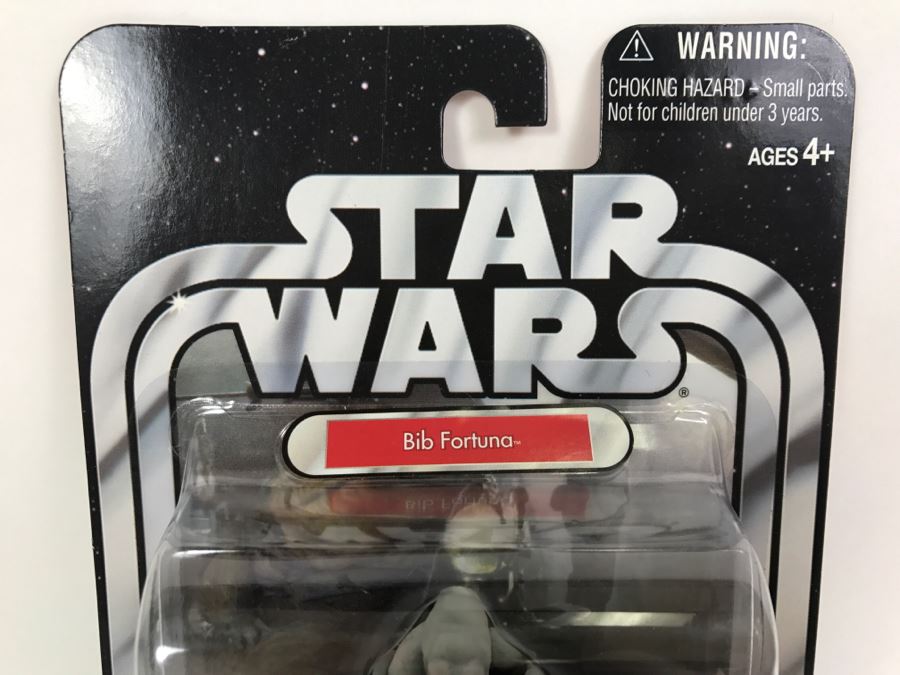 WARNING:
CHOKING HAZARD – Small parts.
Not for children under 3 years.
AGES 4+
STAR
WARS®
Bib Fortuna™